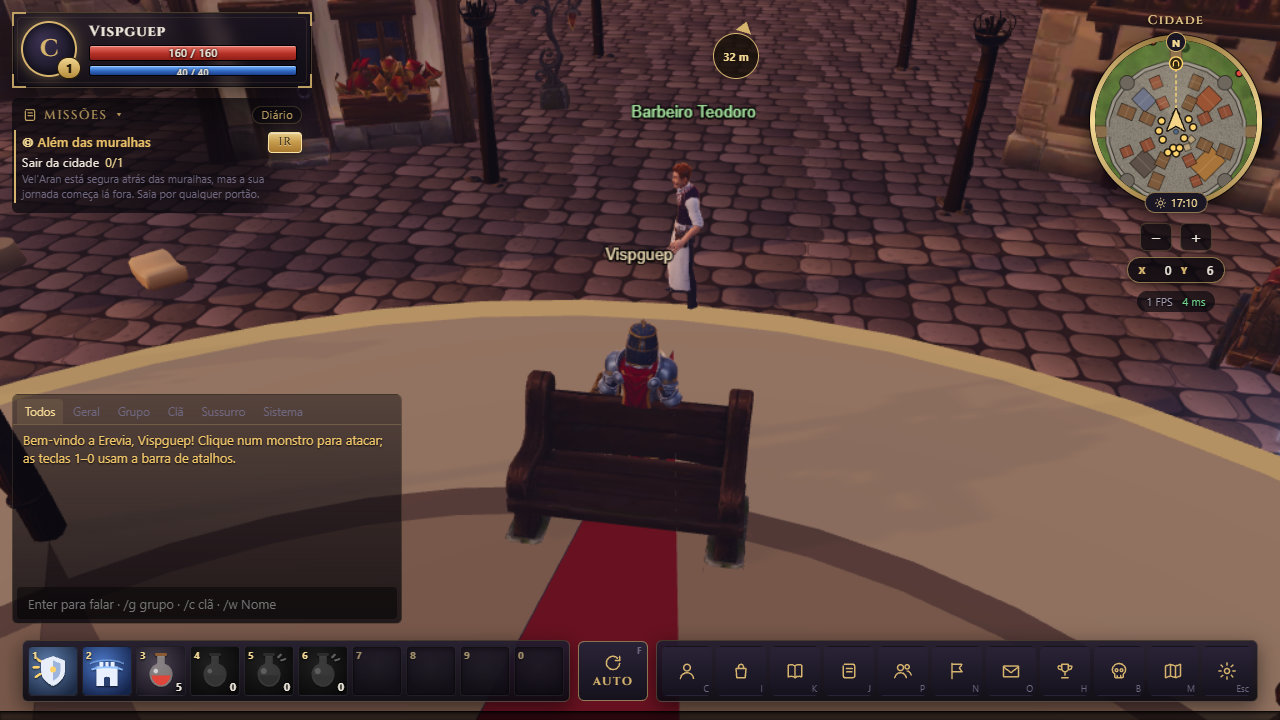 VISPGUEP
C
1
160 / 160
40 / 40
MISSÕES
Diário
Além das muralhas
IR
Sair da cidade 0/1
Vel'Aran está segura atrás das muralhas, mas a sua
jornada começa lá fora. Saia por qualquer portão.
32 m
Barbeiro Teodoro
Vispguep
CIDADE
N
17:10
− +
X 0 Y 6
1 FPS 4 ms
Todos Geral Grupo Clã Sussurro Sistema
Bem-vindo a Erevia, Vispguep! Clique num monstro para atacar;
as teclas 1–0 usam a barra de atalhos.
Enter para falar · /g grupo · /c clã · /w Nome
1 2 3 4 5 6 7 8 9 0
5 0 0 0
F
AUTO
C I K J P N O H B M Esc